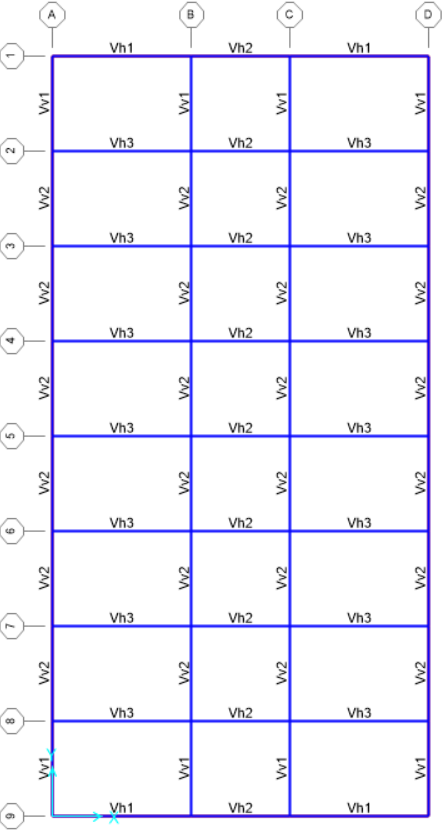 A B C D
1 Vh1 Vh2 Vh1
Vv1 Vv1 Vv1 Vv1
2 Vh3 Vh2 Vh3
Vv2 Vv2 Vv2 Vv2
3 Vh3 Vh2 Vh3
Vv2 Vv2 Vv2 Vv2
4 Vh3 Vh2 Vh3
Vv2 Vv2 Vv2 Vv2
5 Vh3 Vh2 Vh3
Vv2 Vv2 Vv2 Vv2
6 Vh3 Vh2 Vh3
Vv2 Vv2 Vv2 Vv2
7 Vh3 Vh2 Vh3
Vv2 Vv2 Vv2 Vv2
8 Vh3 Vh2 Vh3
Vv1 Vv1 Vv1 Vv1
Y
9 Vh1 Vh2 Vh1
X